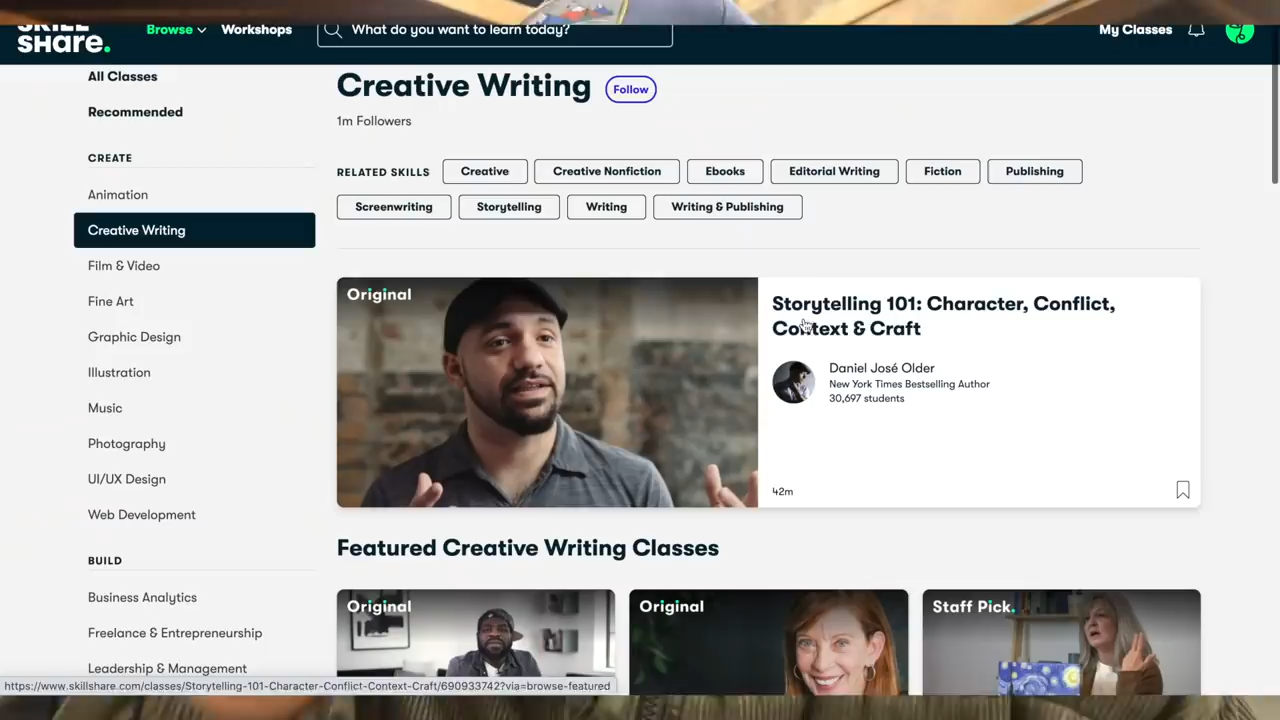 SKILL
Share.
Browse
Workshops
What do you want to learn today?
My Classes
All Classes
Recommended
CREATE
Animation
Creative Writing
Film & Video
Fine Art
Graphic Design
Illustration
Music
Photography
UI/UX Design
Web Development
BUILD
Business Analytics
Freelance & Entrepreneurship
Leadership & Management
Creative Writing
Follow
1m Followers
RELATED SKILLS
Creative
Creative Nonfiction
Ebooks
Editorial Writing
Fiction
Publishing
Screenwriting
Storytelling
Writing
Writing & Publishing
Original
Storytelling 101: Character, Conflict,
Context & Craft
Daniel José Older
New York Times Bestselling Author
30,697 students
42m
Featured Creative Writing Classes
Original
Original
Staff Pick.
https://www.skillshare.com/classes/Storytelling-101-Character-Conflict-Context-Craft/690933742?via=browse-featured